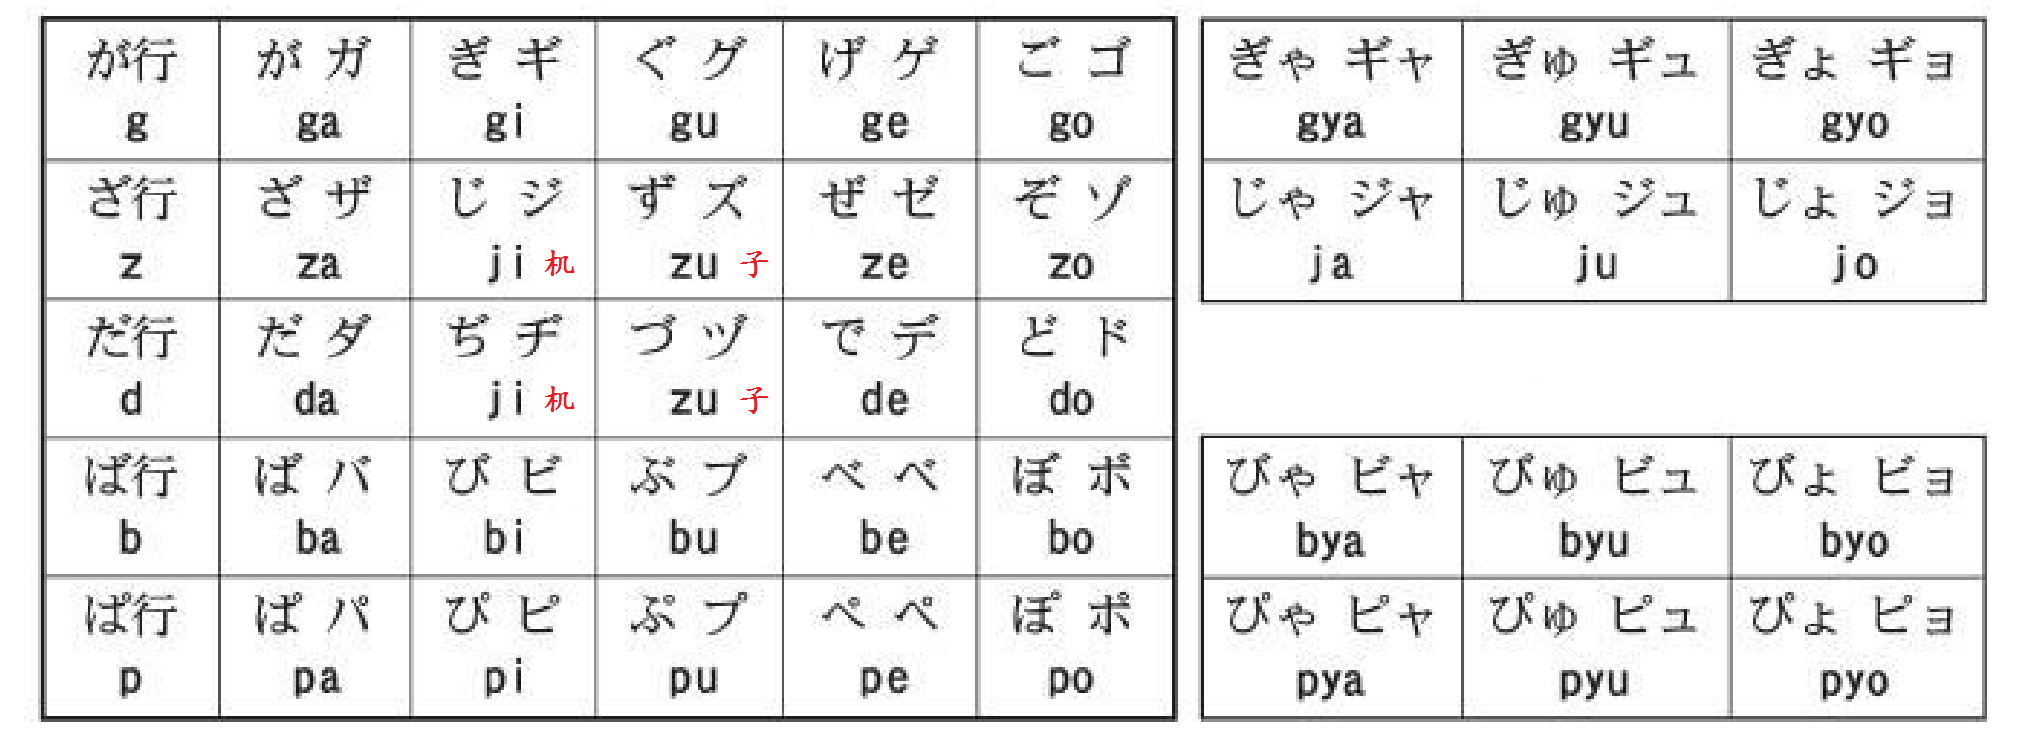 が行 が ガ ぎ ギ ぐ グ げ ゲ ご ゴ ぎゃ ギャ ぎゅ ギュ ぎょ ギョ
g ga gi gu ge go gya gyu gyo
ざ行 ざ ザ じ ジ ず ズ ぜ ゼ ぞ ゾ じゃ ジャ じゅ ジュ じょ ジョ
z za ji 机 zu 子 ze zo ja ju jo
だ行 だ ダ ぢ ヂ づ ヅ で デ ど ド
d da ji 机 zu 子 de do
ば行 ば バ び ビ ぶ ブ べ ベ ぼ ボ びゃ ビャ びゅ ビュ びょ ビョ
b ba bi bu be bo bya byu byo
ぱ行 ぱ パ ぴ ピ ぷ プ ぺ ペ ぽ ポ ぴゃ ピャ ぴゅ ピュ ぴょ ピョ
p pa pi pu pe po pya pyu pyo